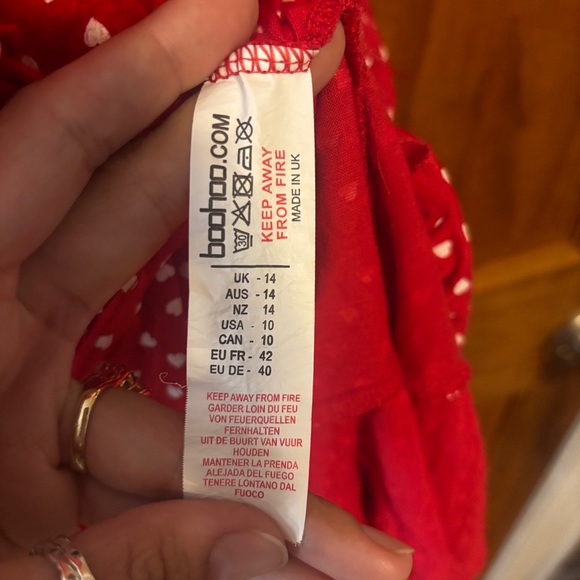 boohoo.COM
30
KEEP AWAY
FROM FIRE
MADE IN UK
UK - 14
AUS - 14
NZ 14
USA - 10
CAN - 10
EU FR- 42
EU DE- 40
KEEP AWAY FROM FIRE
GARDER LOIN DU FEU
VON FEUERQUELLEN
FERNHALTEN
UIT DE BUURT VAN VUUR
HOUDEN
MANTENER LA PRENDA
ALEJADA DEL FUEGO
TENERE LONTANO DAL
FUOCO